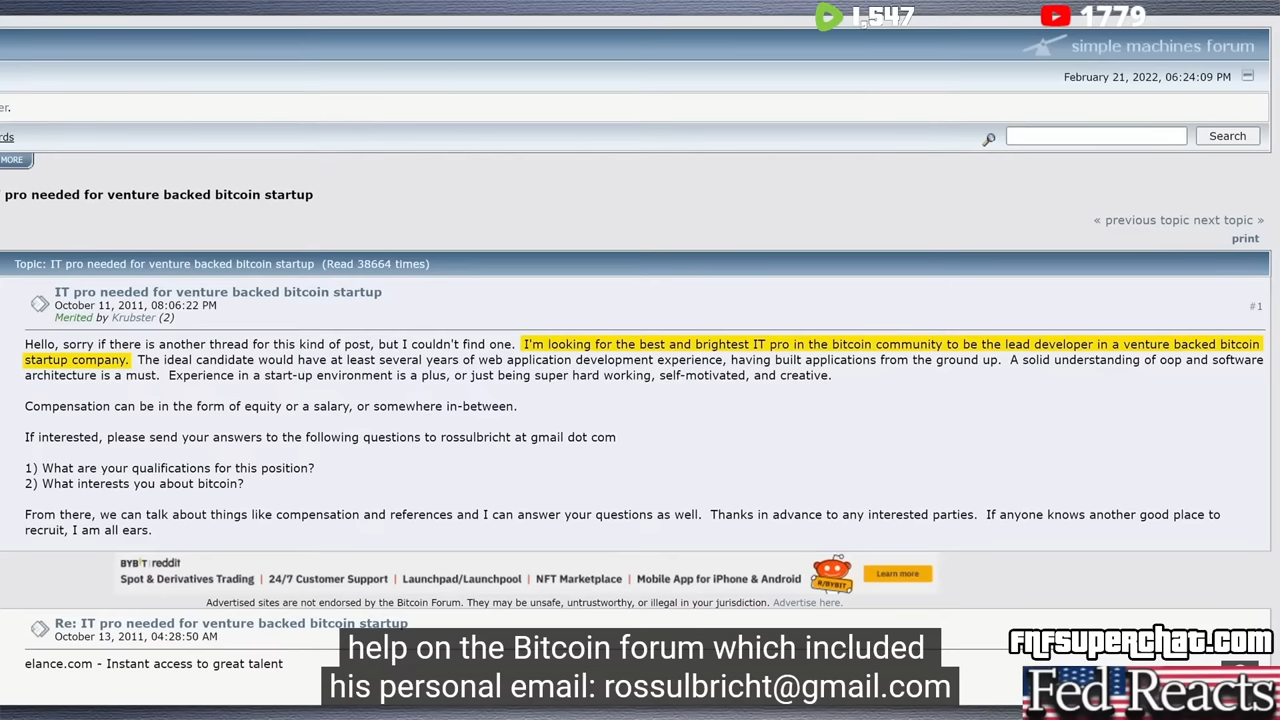 1,547
1779
simple machines forum
February 21, 2022, 06:24:09 PM
er.
rds
Search
MORE
pro needed for venture backed bitcoin startup
« previous topic next topic »
print
Topic: IT pro needed for venture backed bitcoin startup (Read 38664 times)
IT pro needed for venture backed bitcoin startup
October 11, 2011, 08:06:22 PM
#1
Merited by Krubster (2)
Hello, sorry if there is another thread for this kind of post, but I couldn't find one. I'm looking for the best and brightest IT pro in the bitcoin community to be the lead developer in a venture backed bitcoin
startup company. The ideal candidate would have at least several years of web application development experience, having built applications from the ground up. A solid understanding of oop and software
architecture is a must. Experience in a start-up environment is a plus, or just being super hard working, self-motivated, and creative.
Compensation can be in the form of equity or a salary, or somewhere in-between.
If interested, please send your answers to the following questions to rossulbricht at gmail dot com
1) What are your qualifications for this position?
2) What interests you about bitcoin?
From there, we can talk about things like compensation and references and I can answer your questions as well. Thanks in advance to any interested parties. If anyone knows another good place to
recruit, I am all ears.
BYBIT reddit
Spot & Derivatives Trading | 24/7 Customer Support | Launchpad/Launchpool | NFT Marketplace | Mobile App for iPhone & Android
R/BYBIT
Learn more
Advertised sites are not endorsed by the Bitcoin Forum. They may be unsafe, untrustworthy, or illegal in your jurisdiction. Advertise here.
Re: IT pro needed for venture backed bitcoin startup
October 13, 2011, 04:28:50 AM
elance.com - Instant access to great talent
help on the Bitcoin forum which included
his personal email: rossulbricht@gmail.com
FNFSUPERCHAT.COM
Fed-Reacts